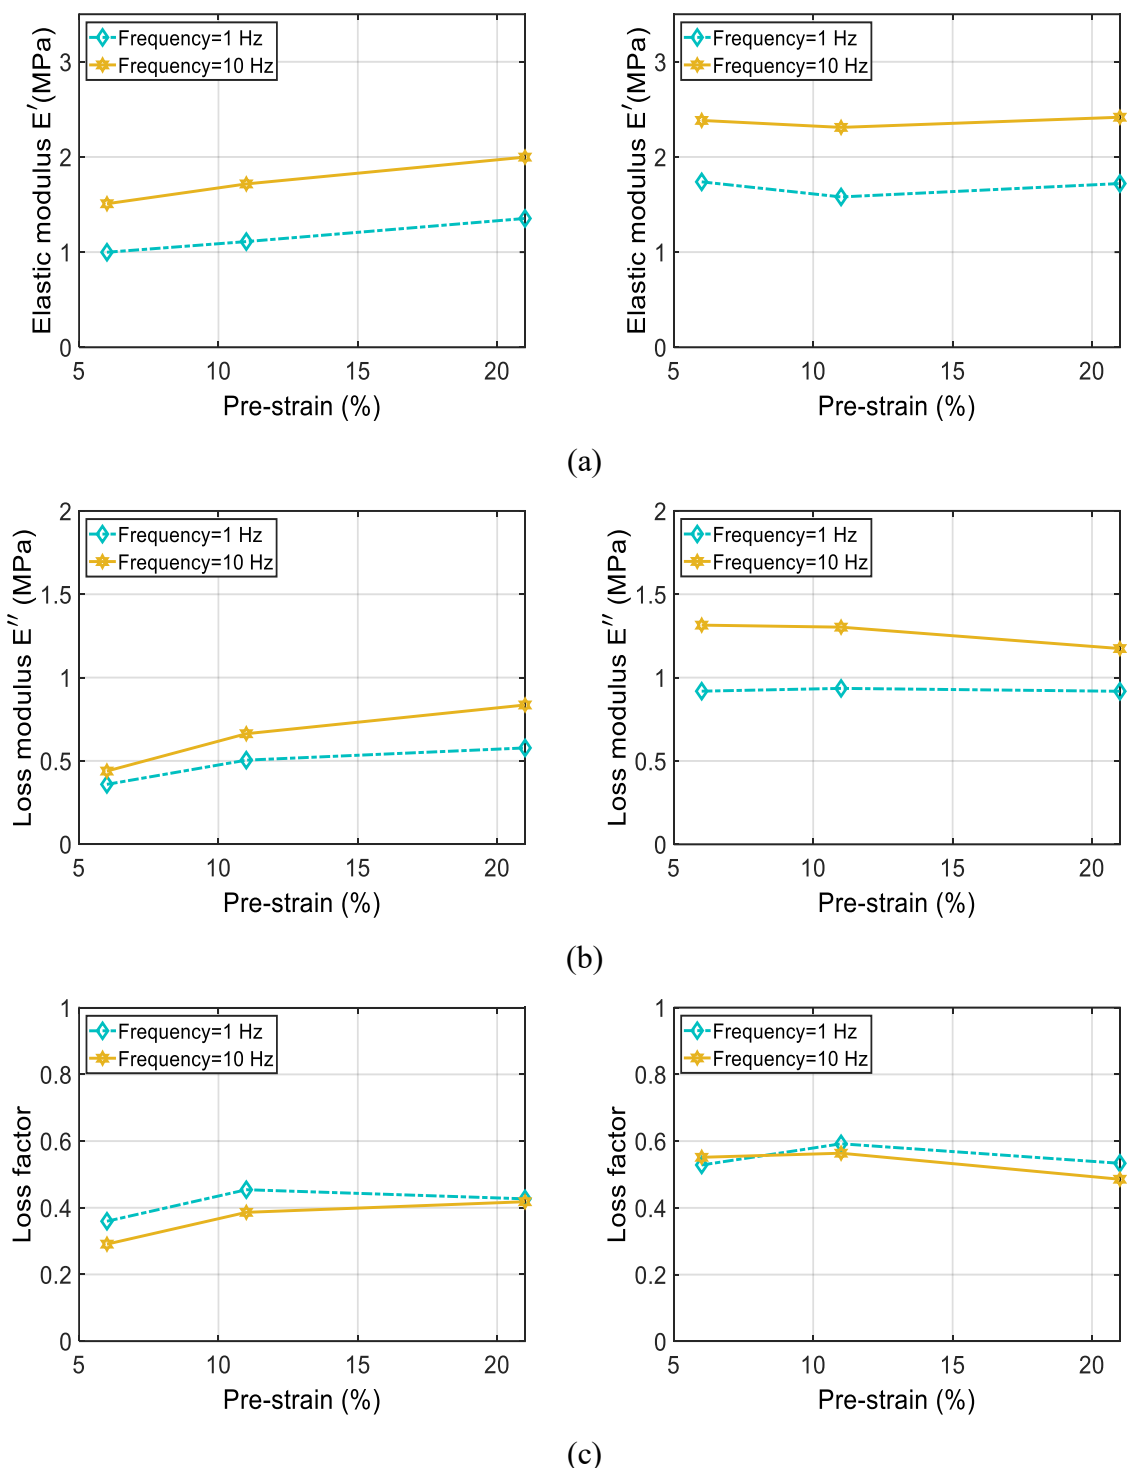 Frequency=1 Hz
Frequency=10 Hz
3
2
1
0
5
10
15
20
Elastic modulus E′(MPa)
Pre-strain (%)
Frequency=1 Hz
Frequency=10 Hz
3
2
1
0
5
10
15
20
Elastic modulus E′(MPa)
Pre-strain (%)
(a)
Frequency=1 Hz
Frequency=10 Hz
2
1.5
1
0.5
0
5
10
15
20
Loss modulus E″ (MPa)
Pre-strain (%)
Frequency=1 Hz
Frequency=10 Hz
2
1.5
1
0.5
0
5
10
15
20
Loss modulus E″ (MPa)
Pre-strain (%)
(b)
Frequency=1 Hz
Frequency=10 Hz
1
0.8
0.6
0.4
0.2
0
5
10
15
20
Loss factor
Pre-strain (%)
Frequency=1 Hz
Frequency=10 Hz
1
0.8
0.6
0.4
0.2
0
5
10
15
20
Loss factor
Pre-strain (%)
(c)